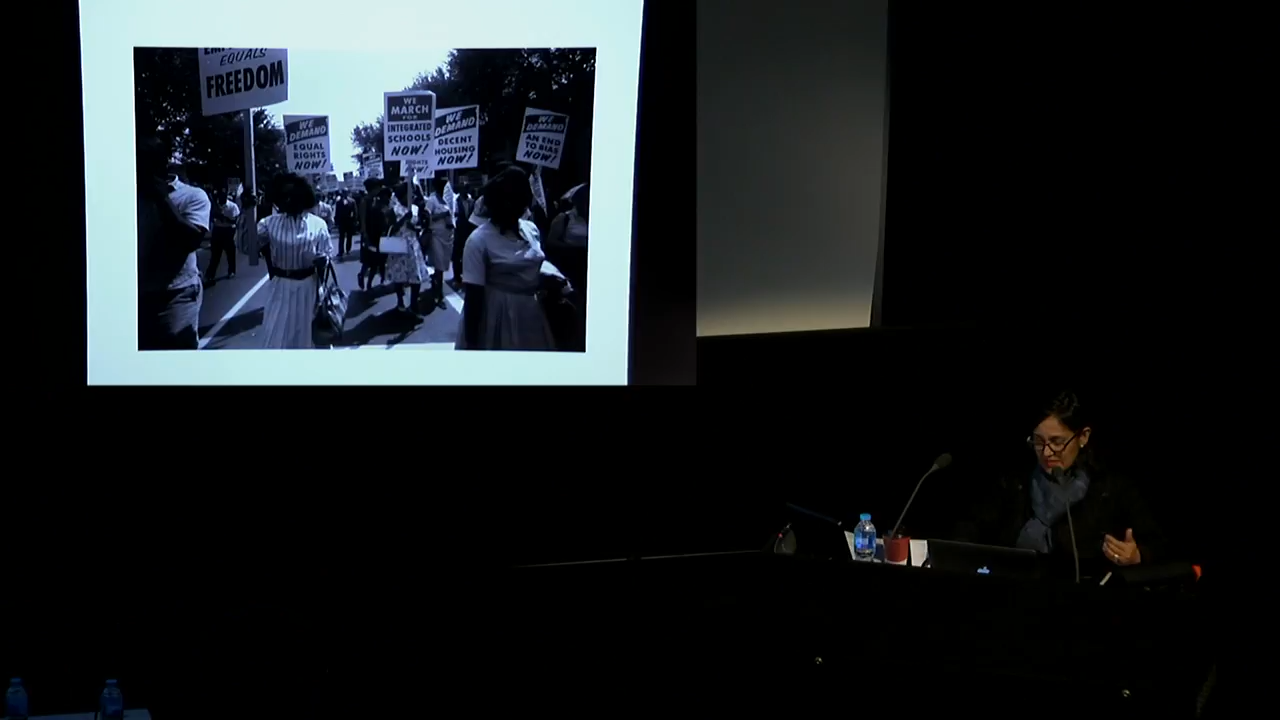 EQUALS
FREEDOM
WE
DEMAND
EQUAL
RIGHTS
NOW!
WE
MARCH
FOR
INTEGRATED
SCHOOLS
NOW!
RIGHTS
WE
DEMAND
DECENT
HOUSING
NOW!
WE
DEMAND
AN END
TO BIAS
NOW!